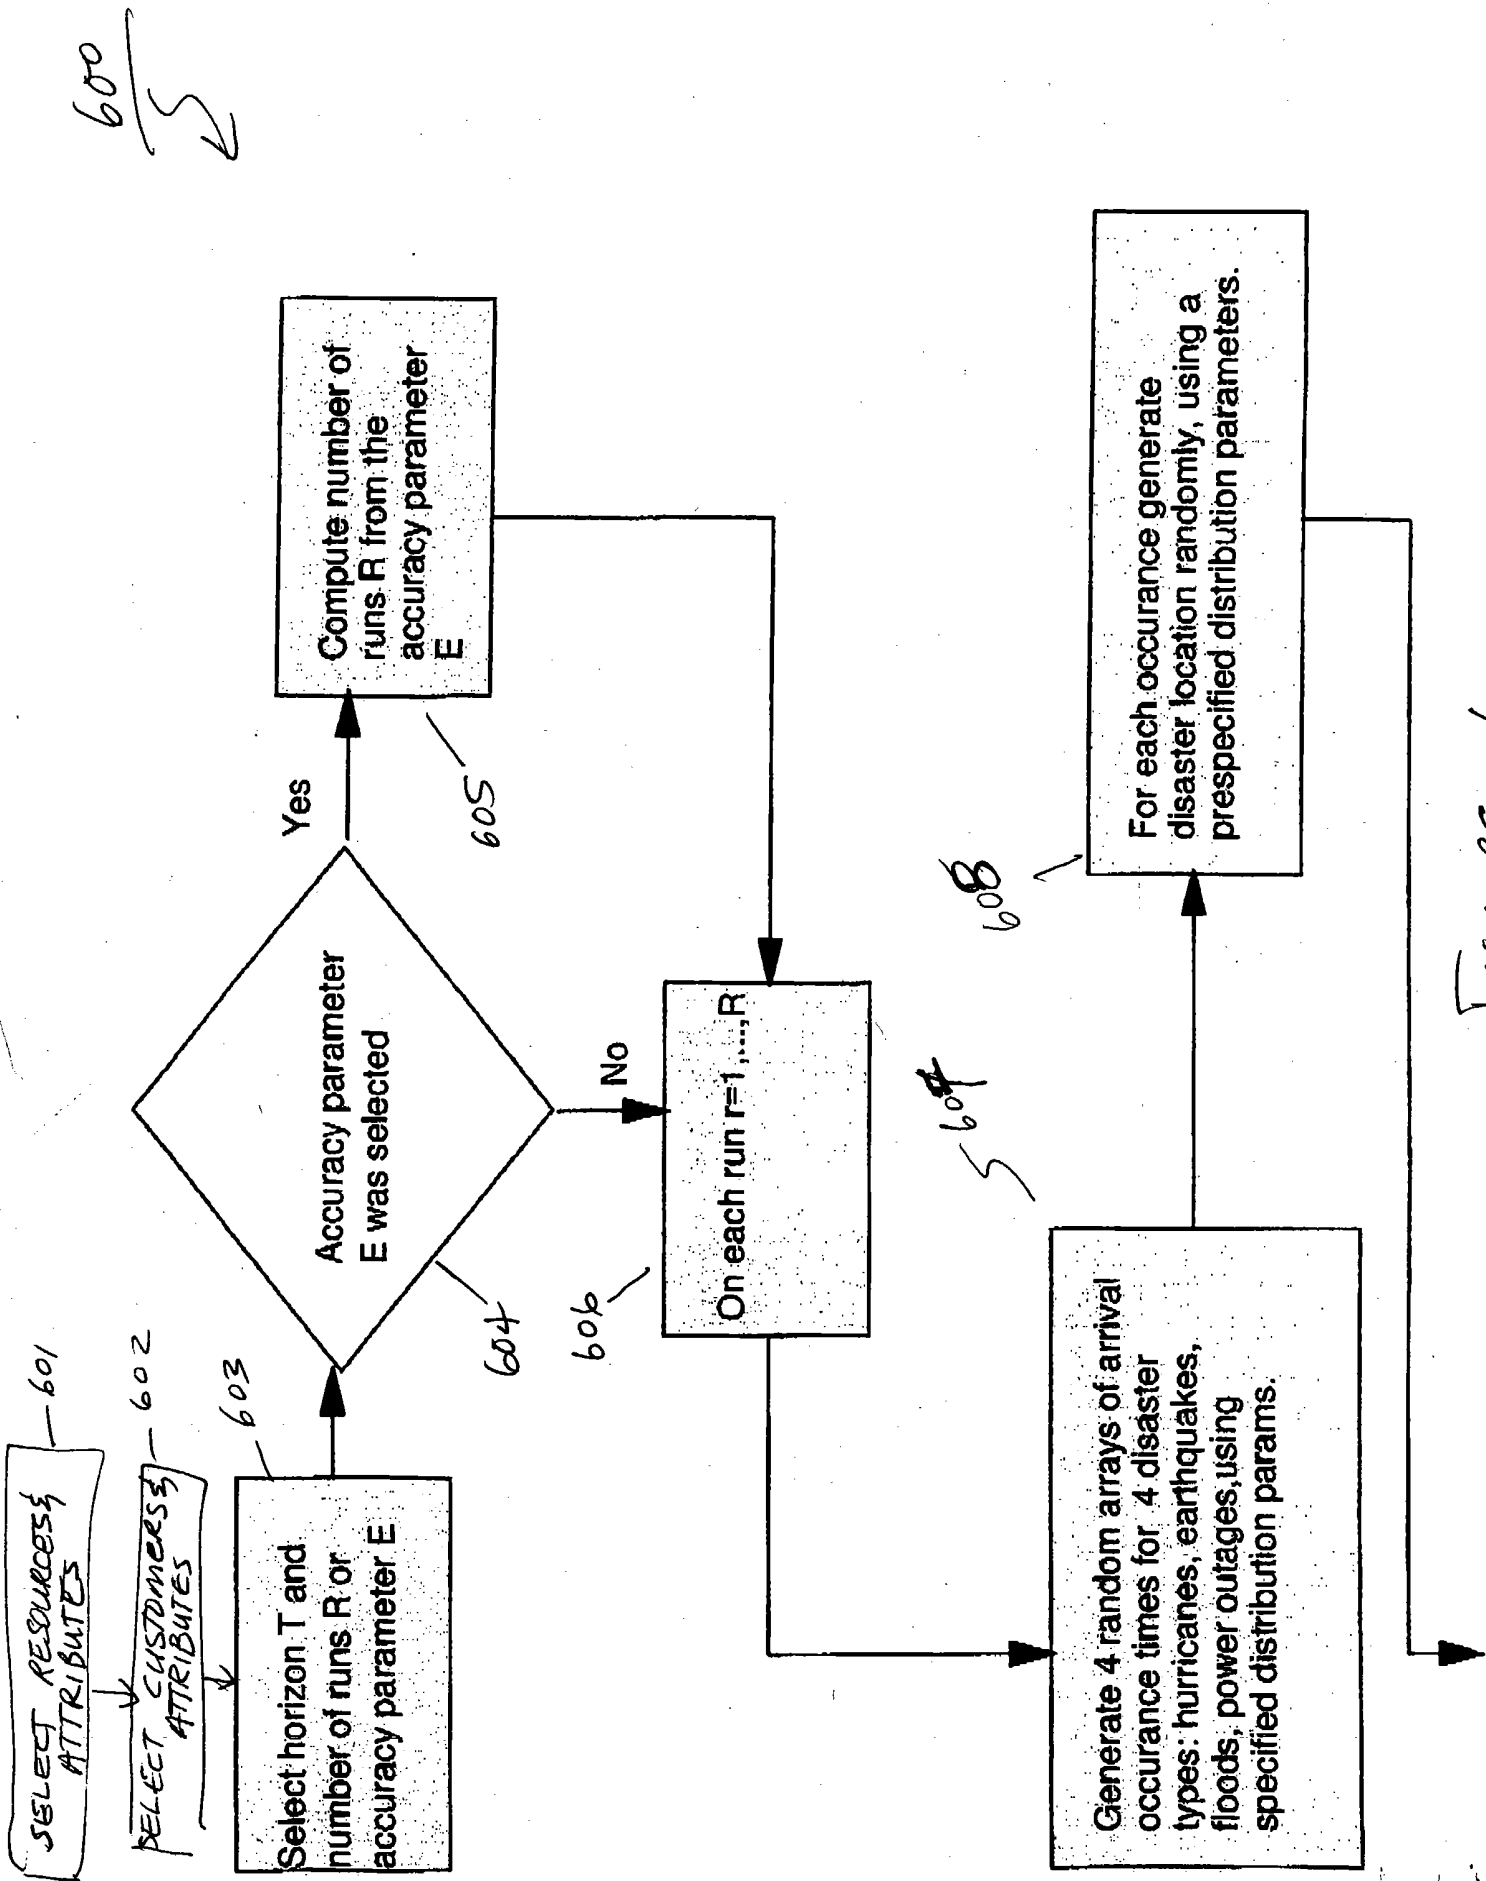 600
SELECT RESOURCES &
ATTRIBUTES
601
SELECT CUSTOMERS &
ATTRIBUTES
602
Select horizon T and
number of runs R or
accuracy parameter E
603
Accuracy parameter
E was selected
604
Yes
No
Compute number of
runs R from the
accuracy parameter
E
605
On each run r=1,...,R
606
Generate 4 random arrays of arrival
occurance times for 4 disaster
types: hurricanes, earthquakes,
floods, power outages,using
specified distribution params.
607
For each occurance generate
disaster location randomly, using a
prespecified distribution parameters.
608